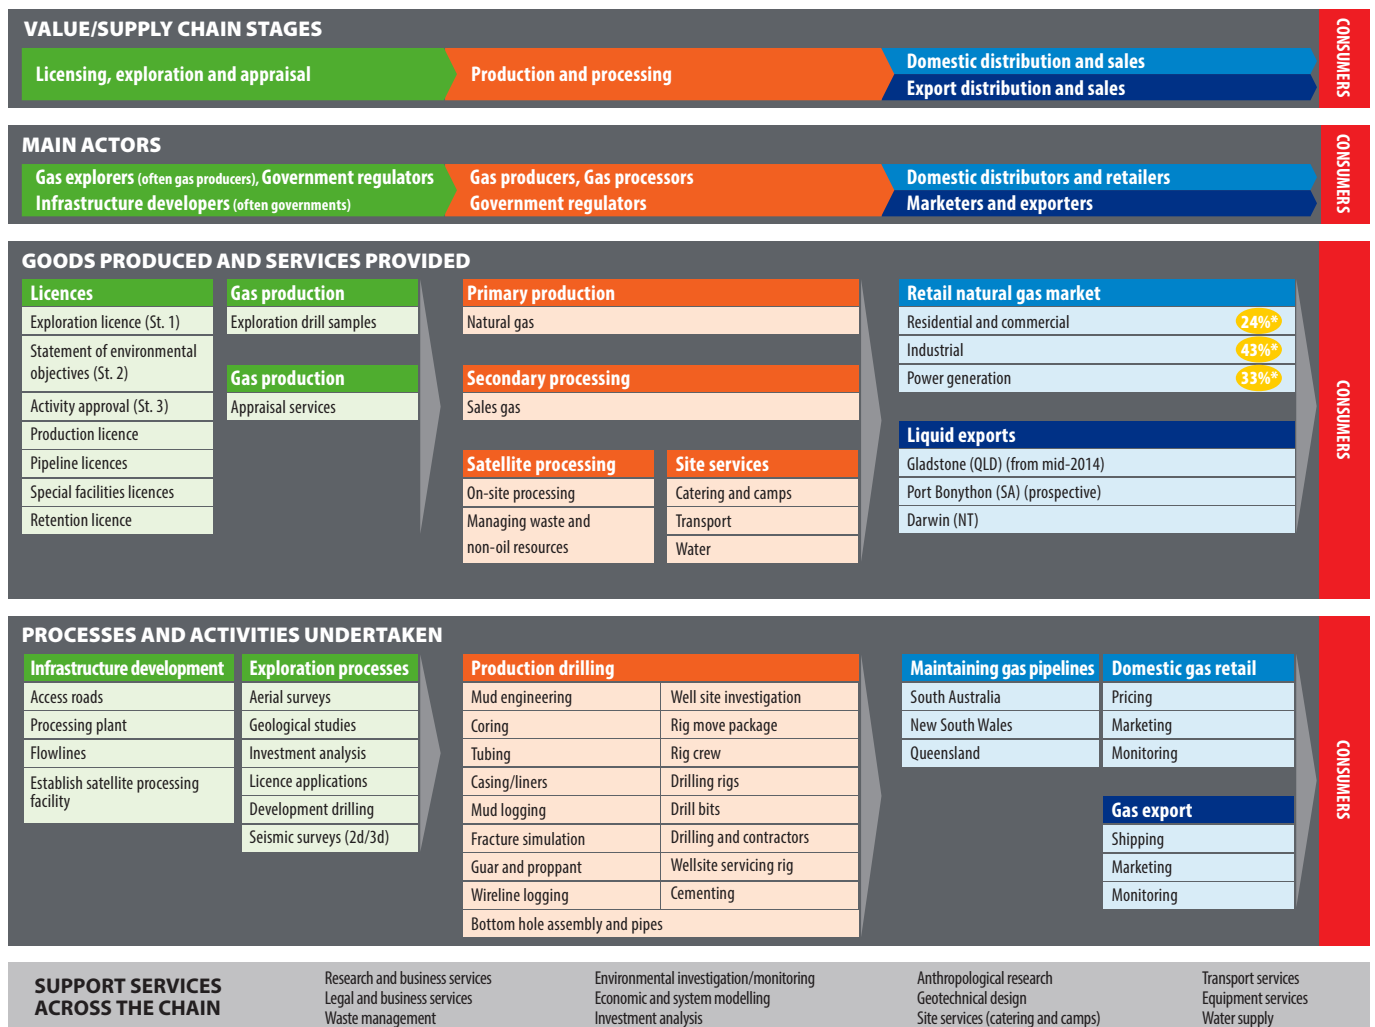 VALUE/SUPPLY CHAIN STAGES
Licensing, exploration and appraisal
Production and processing
Domestic distribution and sales
Export distribution and sales
CONSUMERS
MAIN ACTORS
Gas explorers (often gas producers), Government regulators
Infrastructure developers (often governments)
Gas producers, Gas processors
Government regulators
Domestic distributors and retailers
Marketers and exporters
CONSUMERS
GOODS PRODUCED AND SERVICES PROVIDED
Licences
Exploration licence (St. 1)
Statement of environmental
objectives (St. 2)
Activity approval (St. 3)
Production licence
Pipeline licences
Special facilities licences
Retention licence
Gas production
Exploration drill samples
Gas production
Appraisal services
Primary production
Natural gas
Secondary processing
Sales gas
Satellite processing
On-site processing
Managing waste and
non-oil resources
Site services
Catering and camps
Transport
Water
Retail natural gas market
Residential and commercial 24%*
Industrial 43%*
Power generation 33%*
Liquid exports
Gladstone (QLD) (from mid-2014)
Port Bonython (SA) (prospective)
Darwin (NT)
CONSUMERS
PROCESSES AND ACTIVITIES UNDERTAKEN
Infrastructure development
Access roads
Processing plant
Flowlines
Establish satellite processing
facility
Exploration processes
Aerial surveys
Geological studies
Investment analysis
Licence applications
Development drilling
Seismic surveys (2d/3d)
Production drilling
Mud engineering
Coring
Tubing
Casing/liners
Mud logging
Fracture simulation
Guar and proppant
Wireline logging
Bottom hole assembly and pipes
Well site investigation
Rig move package
Rig crew
Drilling rigs
Drill bits
Drilling and contractors
Wellsite servicing rig
Cementing
Maintaining gas pipelines
South Australia
New South Wales
Queensland
Domestic gas retail
Pricing
Marketing
Monitoring
Gas export
Shipping
Marketing
Monitoring
CONSUMERS
SUPPORT SERVICES
ACROSS THE CHAIN
Research and business services
Legal and business services
Waste management
Environmental investigation/monitoring
Economic and system modelling
Investment analysis
Anthropological research
Geotechnical design
Site services (catering and camps)
Transport services
Equipment services
Water supply